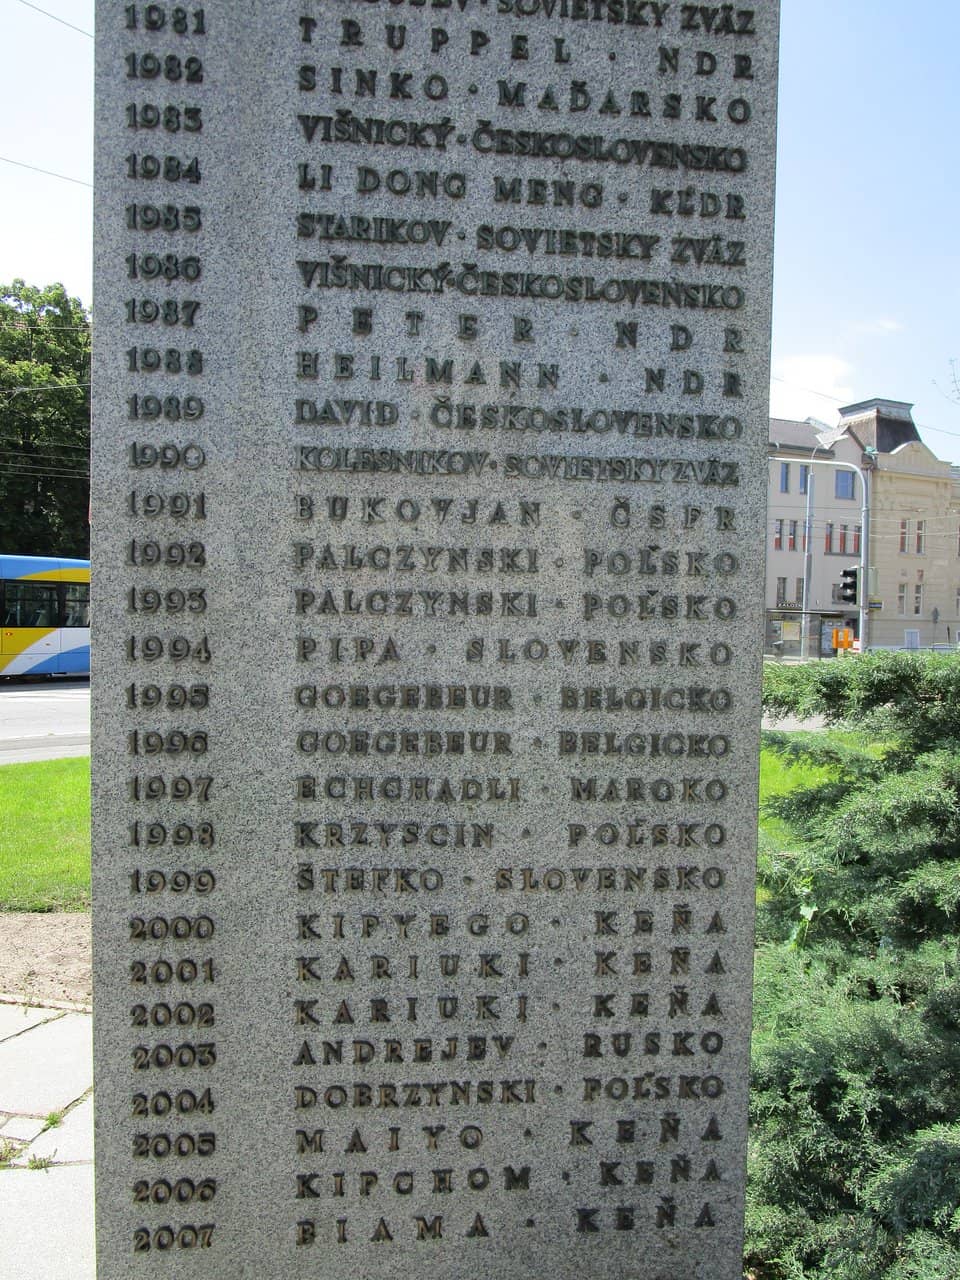 SOVIETSKY ZVÄZ
1981 TRUPPEL · NDR
1982 SINKO · MAĎARSKO
1983 VIŠNICKÝ · ČESKOSLOVENSKO
1984 LI DONG MENG · KĽDR
1985 STARIKOV · SOVIETSKY ZVÄZ
1986 VIŠNICKÝ · ČESKOSLOVENSKO
1987 PETER · NDR
1988 HEILMANN · NDR
1989 DAVID · ČESKOSLOVENSKO
1990 KOLESNIKOV · SOVIETSKY ZVÄZ
1991 BUKOVJAN · ČSFR
1992 PALCZYNSKI · POĽSKO
1993 PALCZYNSKI · POĽSKO
1994 PIPA · SLOVENSKO
1995 GOEGEBEUR · BELGICKO
1996 GOEGEBEUR · BELGICKO
1997 ECHCHADLI · MAROKO
1998 KRZYSCIN · POĽSKO
1999 ŠTEFKO · SLOVENSKO
2000 KIPYEGO · KEŇA
2001 KARIUKI · KEŇA
2002 KARIUKI · KEŇA
2003 ANDREJEV · RUSKO
2004 DOBRZYNSKI · POĽSKO
2005 MAIYO · KEŇA
2006 KIPCHOM · KEŇA
2007 BIAMA · KEŇA